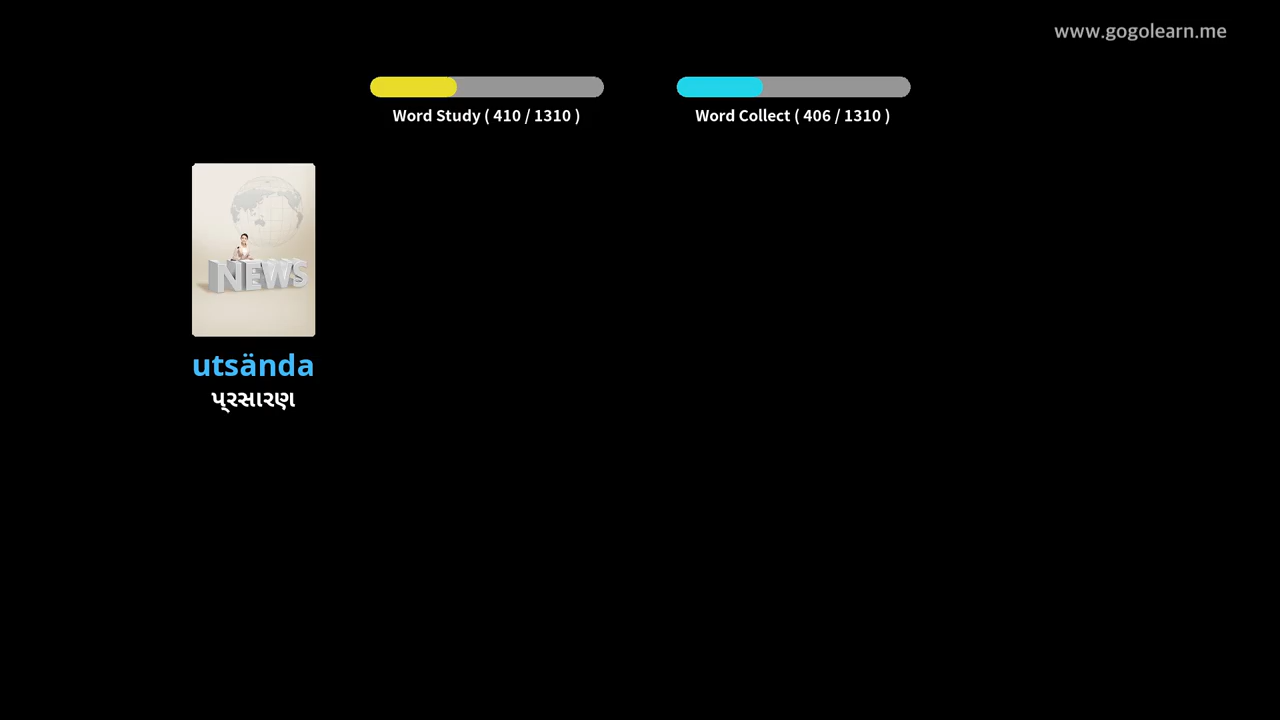 www.gogolearn.me
Word Study ( 410 / 1310 )
Word Collect ( 406 / 1310 )
NEWS
utsända
પ્રસારણ